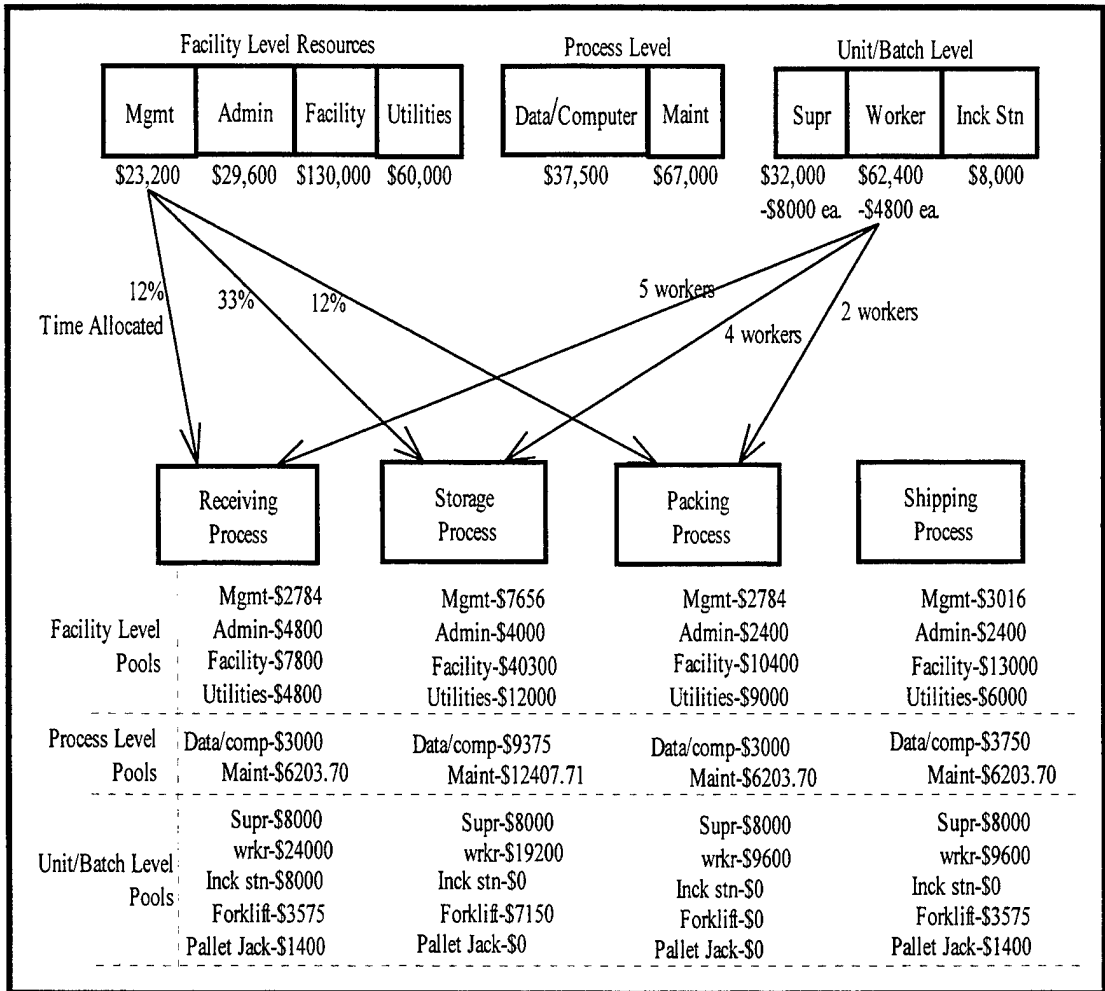 Facility Level Resources Process Level Unit/Batch Level
Mgmt Admin Facility Utilities Data/Computer Maint Supr Worker Inck Stn
$23,200 $29,600 $130,000 $60,000 $37,500 $67,000 $32,000 $62,400 $8,000
-$8000 ea. -$4800 ea.
12% 33% 12% 5 workers 4 workers 2 workers
Time Allocated
Receiving Process
Storage Process
Packing Process
Shipping Process
Mgmt-$2784 Mgmt-$7656 Mgmt-$2784 Mgmt-$3016
Facility Level Pools
Admin-$4800 Admin-$4000 Admin-$2400 Admin-$2400
Facility-$7800 Facility-$40300 Facility-$10400 Facility-$13000
Utilities-$4800 Utilities-$12000 Utilities-$9000 Utilities-$6000
Process Level Pools
Data/comp-$3000 Data/comp-$9375 Data/comp-$3000 Data/comp-$3750
Maint-$6203.70 Maint-$12407.71 Maint-$6203.70 Maint-$6203.70
Unit/Batch Level Pools
Supr-$8000 Supr-$8000 Supr-$8000 Supr-$8000
wrkr-$24000 wrkr-$19200 wrkr-$9600 wrkr-$9600
Inck stn-$8000 Inck stn-$0 Inck stn-$0 Inck stn-$0
Forklift-$3575 Forklift-$7150 Forklift-$0 Forklift-$3575
Pallet Jack-$1400 Pallet Jack-$0 Pallet Jack-$0 Pallet Jack-$1400